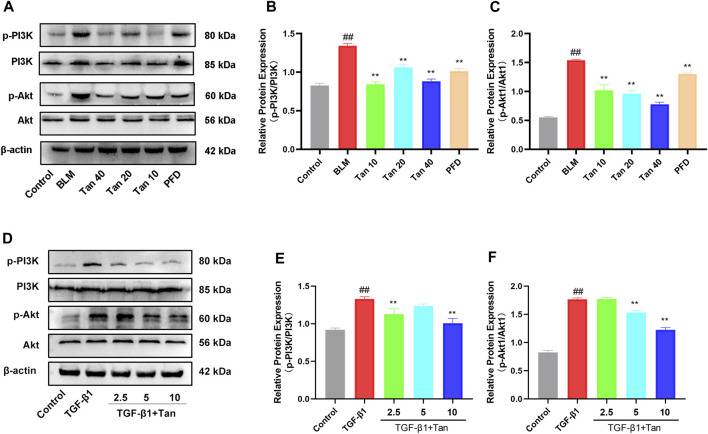 A
p-PI3K
80 kDa
PI3K
85 kDa
p-Akt
60 kDa
Akt
56 kDa
β-actin
42 kDa
Control
BLM
Tan 40
Tan 20
Tan 10
PFD
B
Relative Protein Expression
(p-PI3K/PI3K)
1.5
1.0
0.5
0.0
##
**
**
**
**
Control
BLM
Tan 10
Tan 20
Tan 40
PFD
C
Relative Protein Expression
(p-Akt1/Akt1)
2.0
1.5
1.0
0.5
0.0
##
**
**
**
**
Control
BLM
Tan 10
Tan 20
Tan 40
PFD
D
p-PI3K
80 kDa
PI3K
85 kDa
p-Akt
60 kDa
Akt
56 kDa
β-actin
42 kDa
Control
TGF-β1
2.5
5
10
TGF-β1+Tan
E
Relative Protein Expression
(p-PI3K/PI3K)
1.5
1.0
0.5
0.0
##
**
**
Control
TGF-β1
2.5
5
10
TGF-β1+Tan
F
Relative Protein Expression
(p-Akt1/Akt1)
2.0
1.5
1.0
0.5
0.0
##
**
**
Control
TGF-β1
2.5
5
10
TGF-β1+Tan